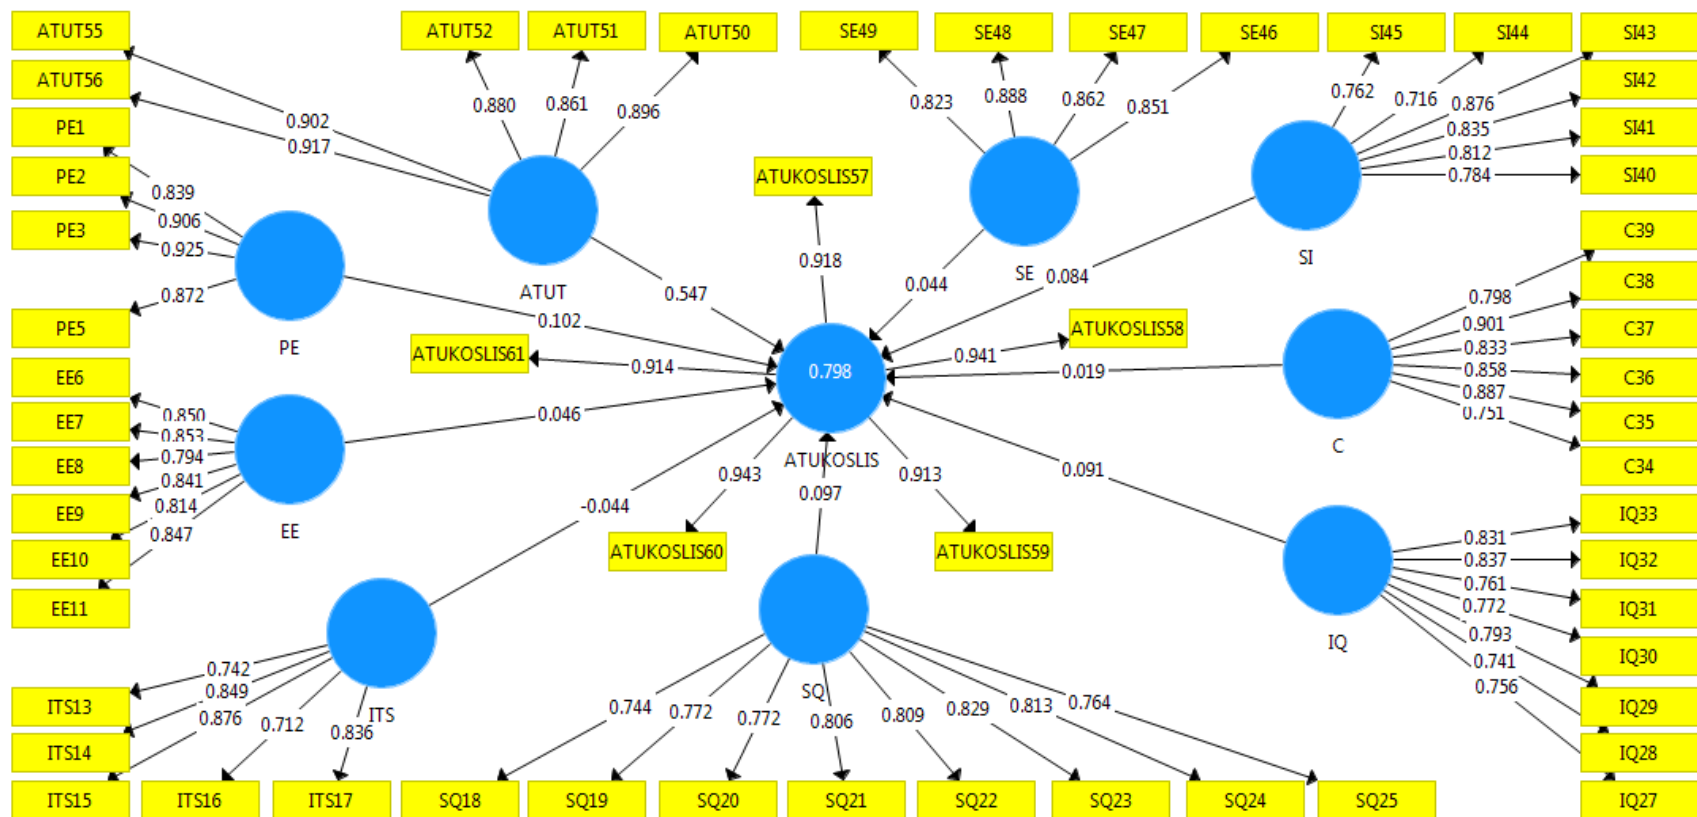 ATUT55
ATUT52
ATUT51
ATUT50
SE49
SE48
SE47
SE46
SI45
SI44
SI43
ATUT56
SI42
PE1
SI41
PE2
SI40
PE3
C39
PE5
C38
EE6
C37
EE7
C36
EE8
C35
EE9
C34
EE10
IQ33
EE11
IQ32
IQ31
IQ30
IQ29
IQ28
IQ27
ITS13
ITS14
ITS15
ITS16
ITS17
SQ18
SQ19
SQ20
SQ21
SQ22
SQ23
SQ24
SQ25
ATUKOSLIS57
ATUKOSLIS58
ATUKOSLIS61
ATUKOSLIS60
ATUKOSLIS59
0.902
0.917
0.880
0.861
0.896
ATUT
0.547
0.823
0.888
0.862
0.851
SE
0.044
0.762
0.716
0.876
0.835
0.812
0.784
SI
0.084
0.839
0.906
0.925
0.872
PE
0.102
0.918
0.941
0.914
0.943
0.913
0.798
ATUKOSLIS
0.798
0.901
0.833
0.858
0.887
0.751
C
0.019
0.850
0.853
0.794
0.841
0.814
0.847
EE
0.046
0.831
0.837
0.761
0.772
0.793
0.741
0.756
IQ
0.091
0.742
0.849
0.876
0.712
0.836
ITS
-0.044
0.744
0.772
0.772
0.806
0.809
0.829
0.813
0.764
SQ
0.097